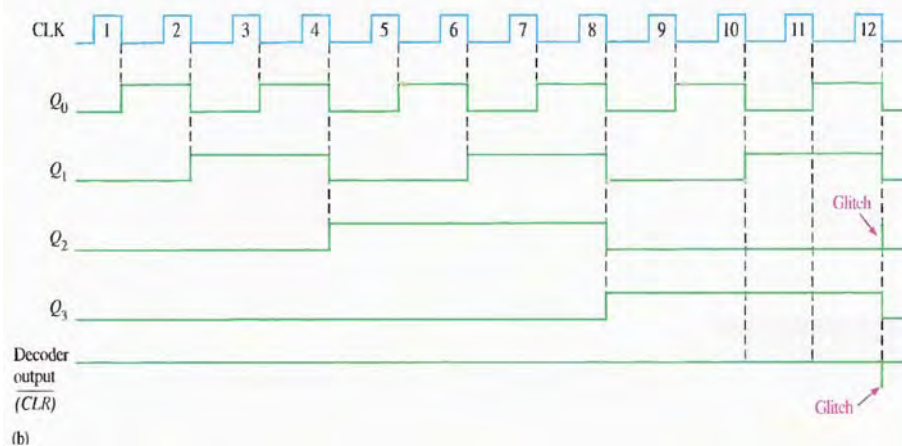 CLK 1 2 3 4 5 6 7 8 9 10 11 12
Q0
Q1
Glitch
Q2
Q3
Decoder
output
(CLR)
Glitch
(b)